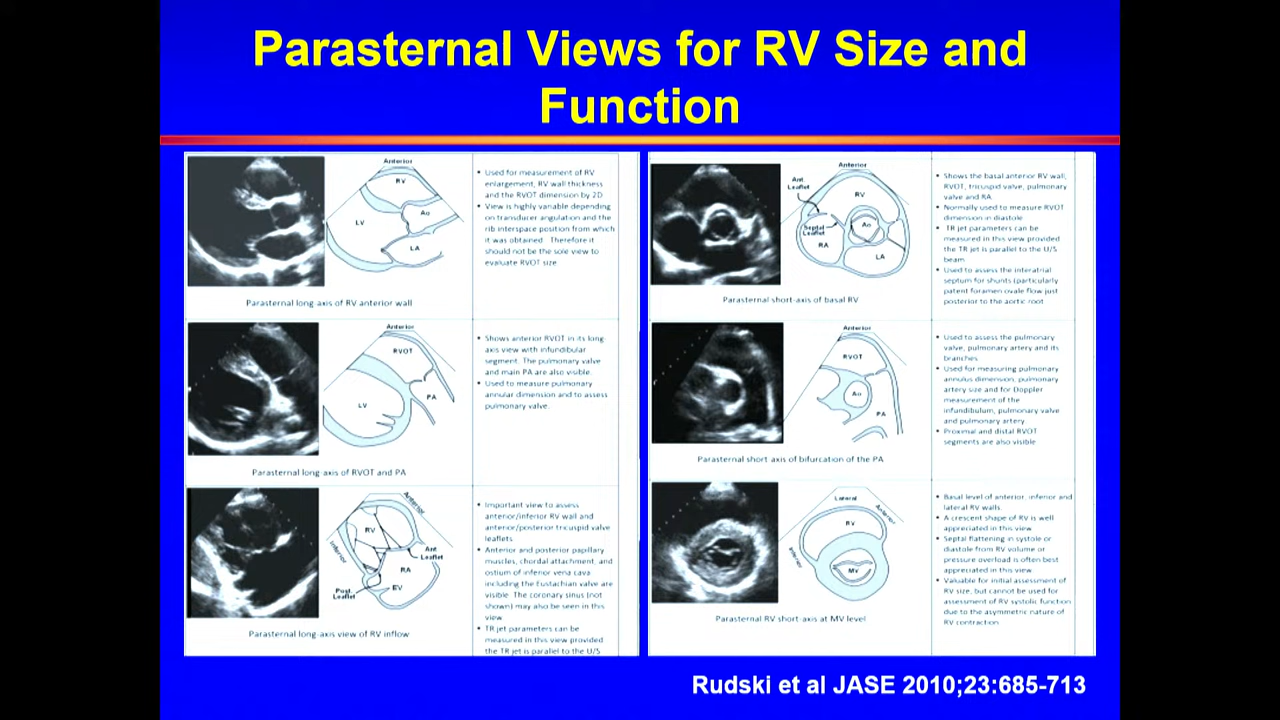 Parasternal Views for RV Size and
Function
Anterior
RV
LV
Ao
LA
Parasternal long-axis of RV anterior wall
• Used for measurement of RV
enlargement, RV wall thickness
and the RVOT dimension by 2D
• View is highly variable depending
on transducer angulation and the
rib interspace position from which
it was obtained. Therefore it
should not be the sole view to
evaluate RVOT size
Anterior
RVOT
LV
PA
Parasternal long axis of RVOT and PA
• Shows anterior RVOT in its long
axis view with infundibular
segment. The pulmonary valve
and main PA are also visible.
• Used to measure pulmonary
annular dimension and to assess
pulmonary valve.
Anterior
RV
Inferior
Ant
Leaflet
RA
Post.
Leaflet
EV
Parasternal long-axis view of RV inflow
• Important view to assess
anterior/inferior RV wall and
anterior/posterior tricuspid valve
leaflets.
• Anterior and posterior papillary
muscles, chordal attachment, and
ostium of inferior vena cava
including the Eustachian valve are
visible. The coronary sinus (not
shown) may also be seen in this
view
• TR jet parameters can be
measured in this view provided
the TR jet is parallel to the U/S
Anterior
Ant
Leaflet
RV
Septal
Leaflet
Ao
RA
LA
Parasternal short-axis of basal RV
• Shows the basal anterior RV wall,
RVOT, tricuspid valve, pulmonary
valve and RA
• Normally used to measure RVOT
dimension in diastole
• TR jet parameters can be
measured in this view provided
the TR jet is parallel to the U/S
beam
• Used to assess the interatrial
septum for shunts (particularly
patent foramen ovale flow just
posterior to the aortic root
Anterior
RVOT
Ao
PA
Parasternal short axis of bifurcation of the PA
• Used to assess the pulmonary
valve, pulmonary artery and its
branches
• Used for measuring pulmonary
annulus dimension, pulmonary
artery size and for Doppler
measurement of the
infundibulum, pulmonary valve
and pulmonary artery
• Proximal and distal RVOT
segments are also visible
Lateral
Anterior
RV
Inferior
MV
Parasternal RV short-axis at MV level
• Basal level of anterior, inferior and
lateral RV walls.
• A crescent shape of RV is well
appreciated in this view
• Septal flattening in systole or
diastole from RV volume or
pressure overload is often best
appreciated in this view
• Valuable for initial assessment of
RV size, but cannot be used for
assessment of RV systolic function
due to the asymmetric nature of
RV contraction
Rudski et al JASE 2010;23:685-713